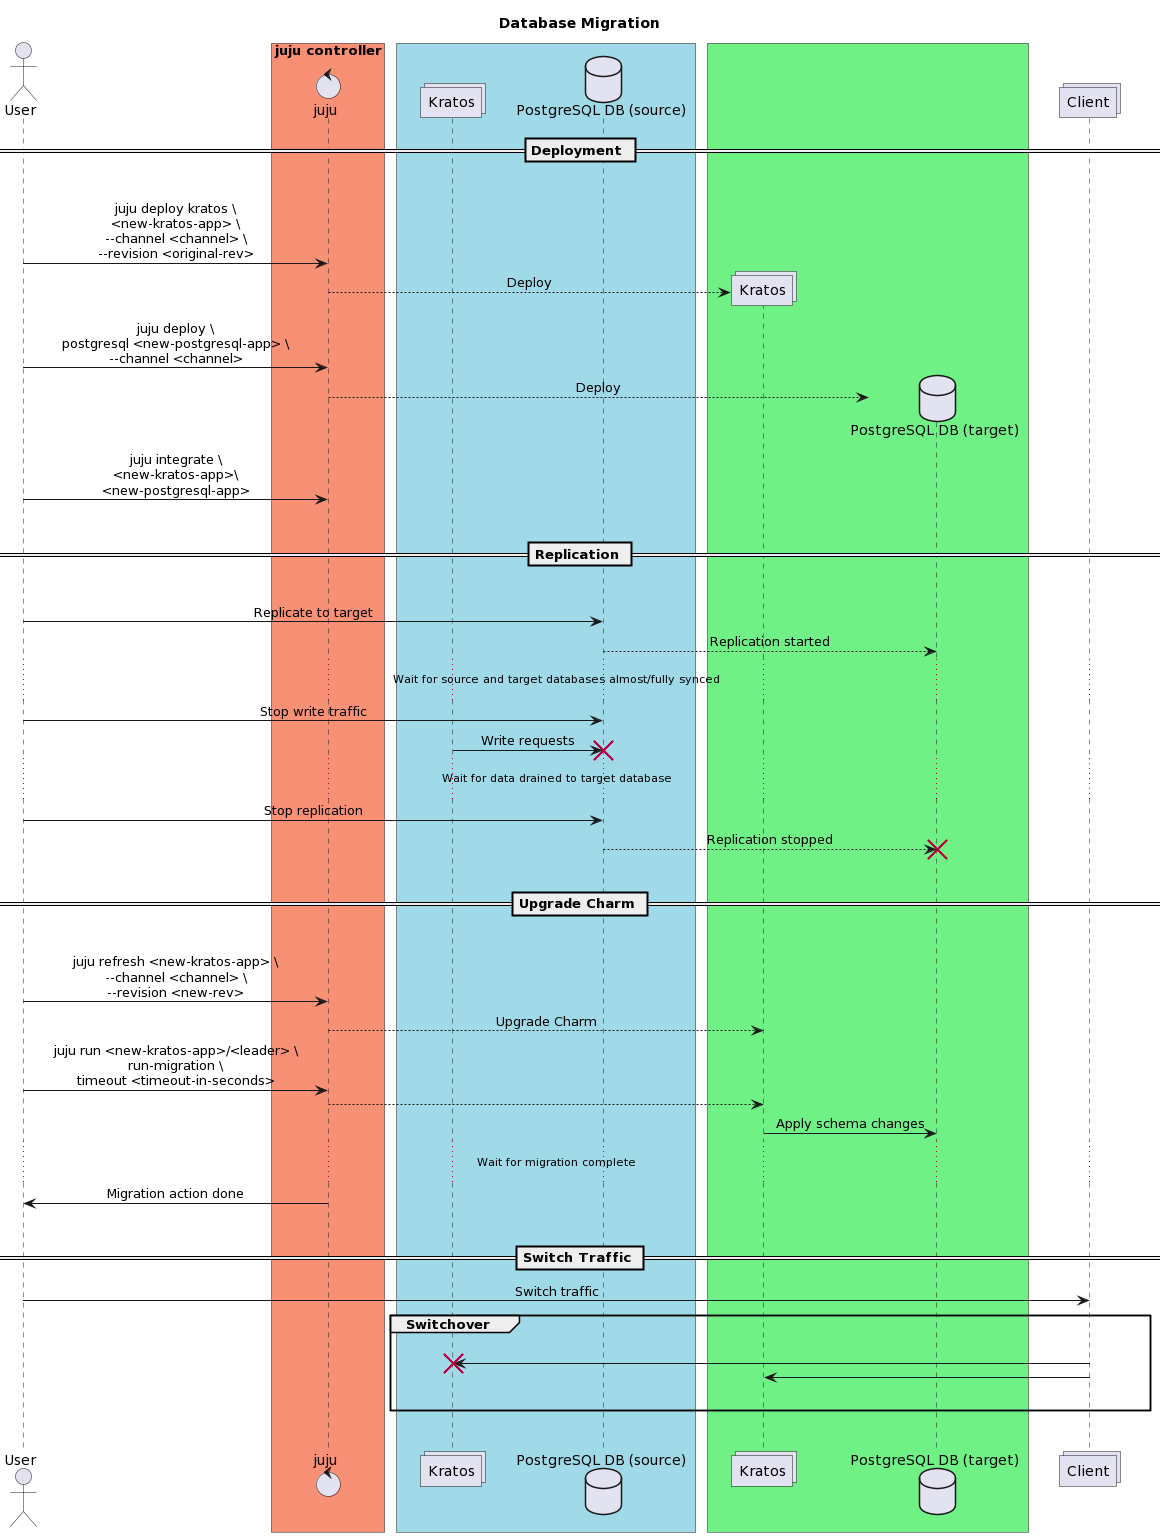 Database Migration
juju controller
User
juju
Kratos
PostgreSQL DB (source)
Client
Deployment
juju deploy kratos \
<new-kratos-app> \
--channel <channel> \
--revision <original-rev>
Deploy
Kratos
juju deploy \
postgresql <new-postgresql-app> \
--channel <channel>
Deploy
PostgreSQL DB (target)
juju integrate \
<new-kratos-app>\
<new-postgresql-app>
Replication
Replicate to target
Replication started
Wait for source and target databases almost/fully synced
Stop write traffic
Write requests
Wait for data drained to target database
Stop replication
Replication stopped
Upgrade Charm
juju refresh <new-kratos-app> \
--channel <channel> \
--revision <new-rev>
Upgrade Charm
juju run <new-kratos-app>/<leader> \
run-migration \
timeout <timeout-in-seconds>
Apply schema changes
Wait for migration complete
Migration action done
Switch Traffic
Switch traffic
Switchover
User
juju
Kratos
PostgreSQL DB (source)
Kratos
PostgreSQL DB (target)
Client